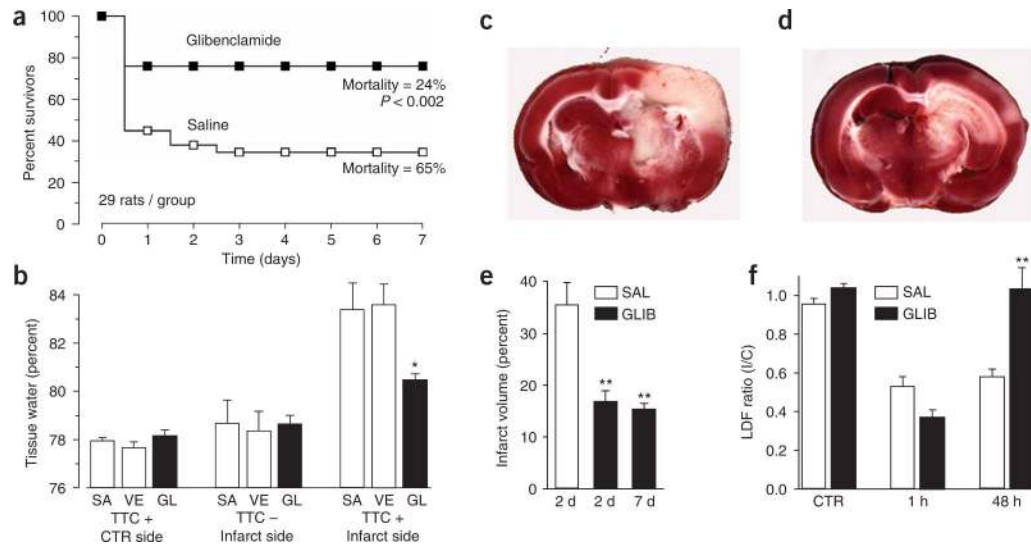 a
100
80
60
40
20
0
Percent survivors
Glibenclamide
Mortality = 24%
P < 0.002
Saline
Mortality = 65%
29 rats / group
0 1 2 3 4 5 6 7
Time (days)
c
d
b
84
82
80
78
76
Tissue water (percent)
*
SA VE GL SA VE GL SA VE GL
TTC + TTC – TTC +
CTR side Infarct side Infarct side
e
40
30
20
10
0
Infarct volume (percent)
SAL
GLIB
** **
2 d 2 d 7 d
f
1.0
0.8
0.6
0.4
0.2
0.0
LDF ratio (I/C)
SAL
GLIB
**
CTR 1 h 48 h